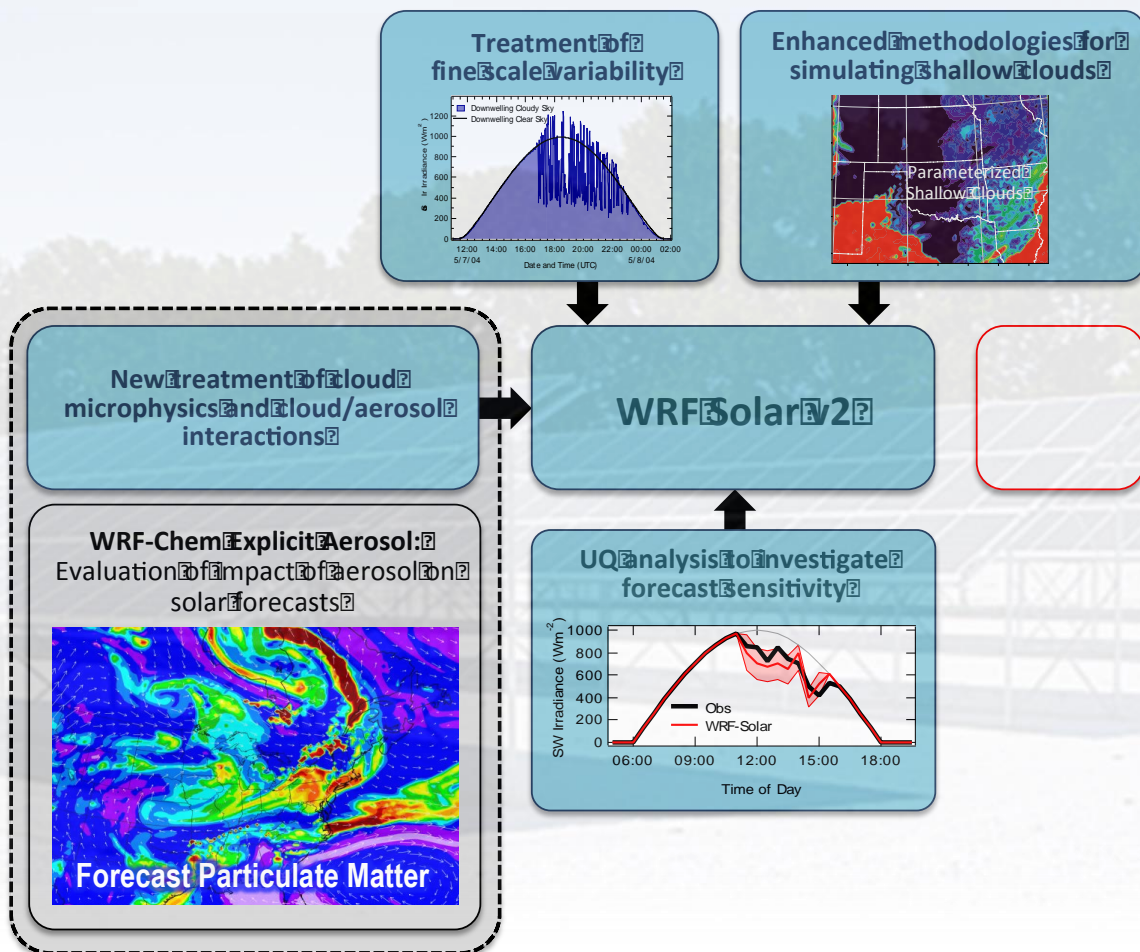 Treatment of
fine scale variability
Downwelling Cloudy Sky
Downwelling Clear Sky
Ir Irradiance (Wm⁻²)
1200
1000
800
600
400
200
0
12:00 14:00 16:00 18:00 20:00 22:00 00:00 02:00
5/7/04 5/8/04
Date and Time (UTC)
Enhanced methodologies for
simulating shallow clouds
Parameterized
Shallow Clouds
New treatment of cloud
microphysics and cloud/aerosol
interactions
WRF Solar v2
WRF-Chem Explicit Aerosol:
Evaluation of impact of aerosol on
solar forecasts
Forecast Particulate Matter
UQ analysis to investigate
forecast sensitivity
SW Irradiance (Wm⁻²)
1000
800
600
400
200
0
Obs
WRF-Solar
06:00 09:00 12:00 15:00 18:00
Time of Day